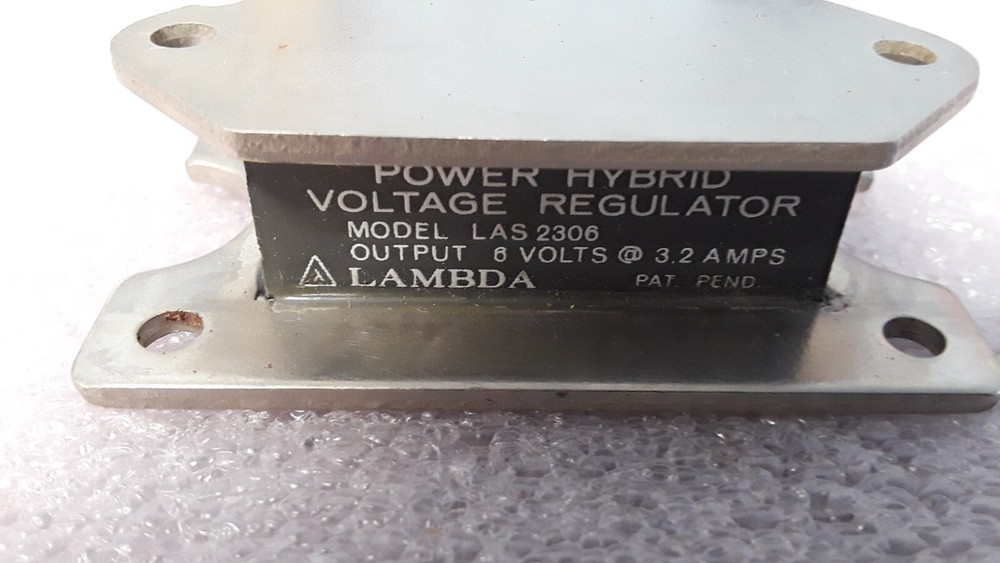 POWER HYBRID
VOLTAGE REGULATOR
MODEL LAS 2306
OUTPUT 6 VOLTS @ 3.2 AMPS
λ LAMBDA PAT. PEND.